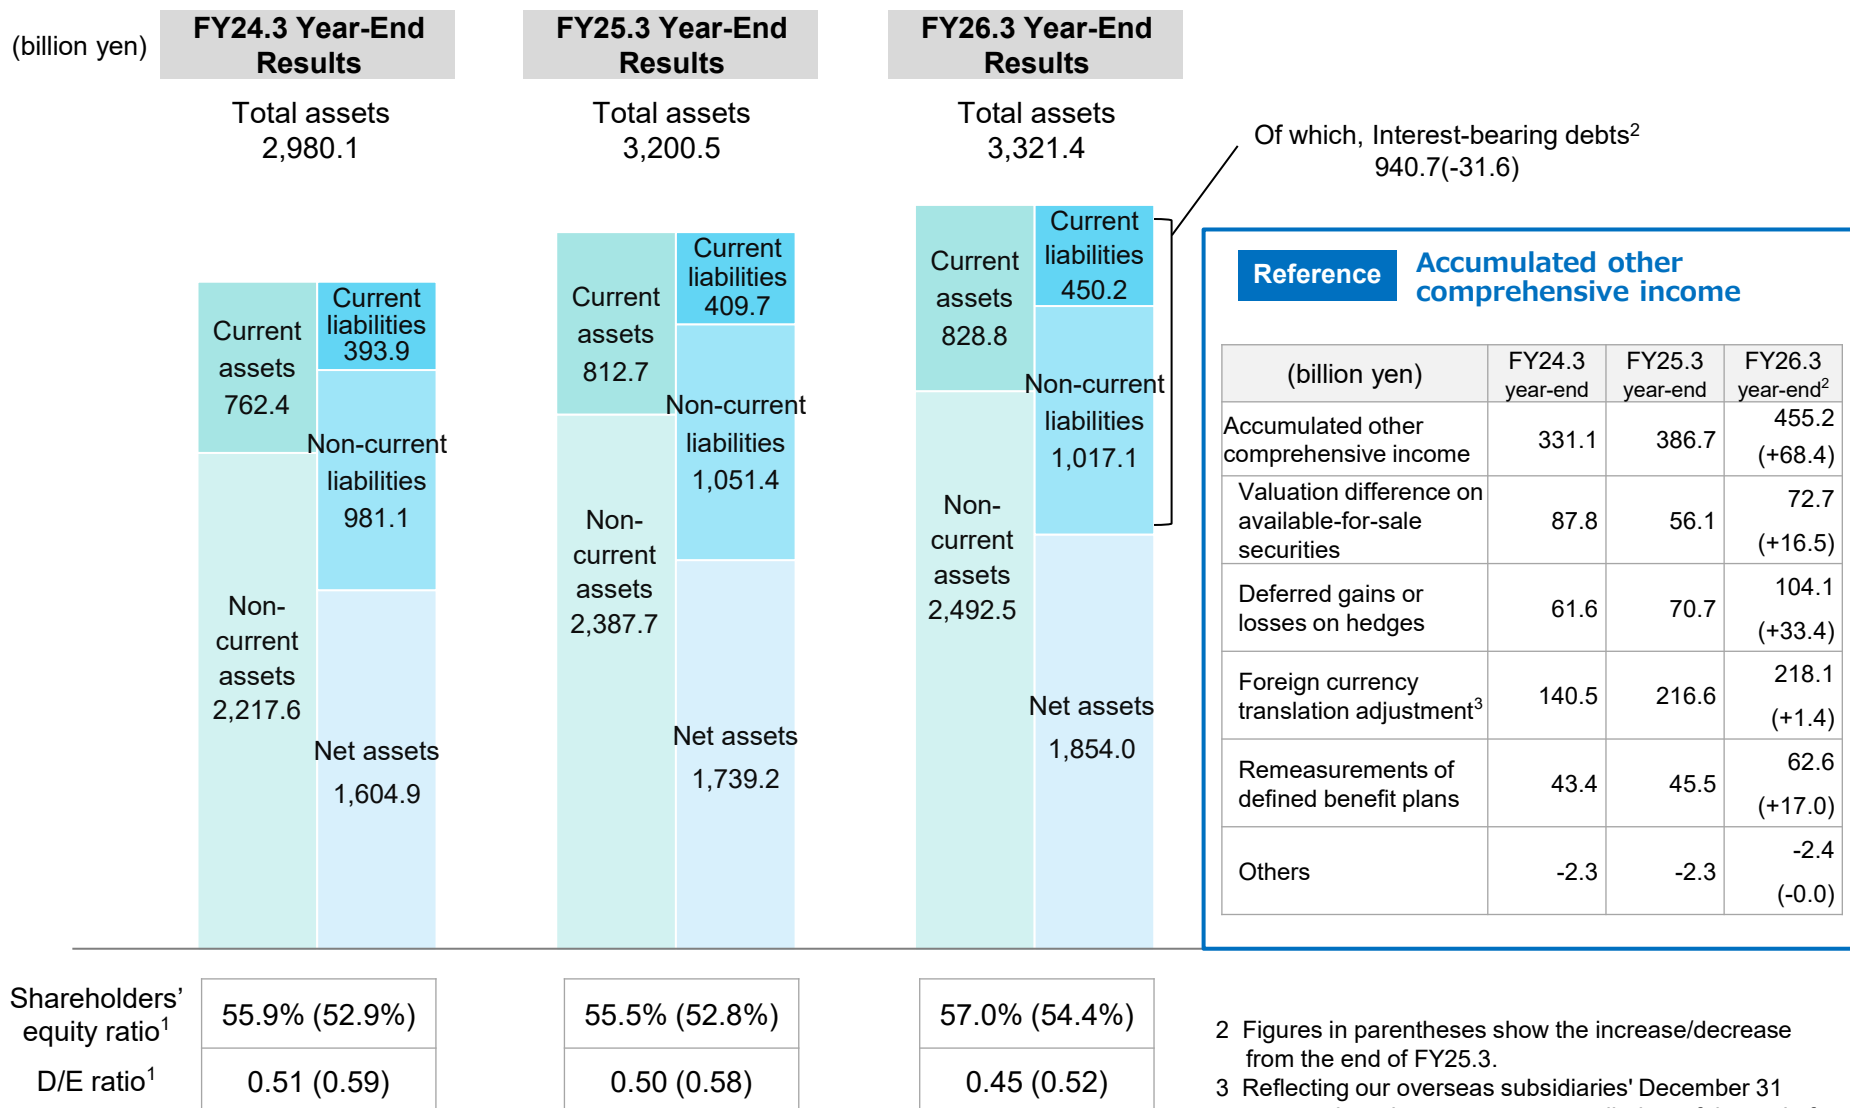 (billion yen)
FY24.3 Year-End
Results
FY25.3 Year-End
Results
FY26.3 Year-End
Results
Total assets
2,980.1
Total assets
3,200.5
Total assets
3,321.4
Of which, Interest-bearing debts2
940.7(-31.6)
Current
assets
762.4
Non-
current
assets
2,217.6
Current
liabilities
393.9
Non-current
liabilities
981.1
Net assets
1,604.9
Current
assets
812.7
Non-
current
assets
2,387.7
Current
liabilities
409.7
Non-current
liabilities
1,051.4
Net assets
1,739.2
Current
assets
828.8
Non-
current
assets
2,492.5
Current
liabilities
450.2
Non-current
liabilities
1,017.1
Net assets
1,854.0
Reference
Accumulated other
comprehensive income
(billion yen)
FY24.3
year-end
FY25.3
year-end
FY26.3
year-end2
Accumulated other
comprehensive income
331.1
386.7
455.2
(+68.4)
Valuation difference on
available-for-sale
securities
87.8
56.1
72.7
(+16.5)
Deferred gains or
losses on hedges
61.6
70.7
104.1
(+33.4)
Foreign currency
translation adjustment3
140.5
216.6
218.1
(+1.4)
Remeasurements of
defined benefit plans
43.4
45.5
62.6
(+17.0)
Others
-2.3
-2.3
-2.4
(-0.0)
Shareholders'
equity ratio1
55.9% (52.9%)
55.5% (52.8%)
57.0% (54.4%)
D/E ratio1
0.51 (0.59)
0.50 (0.58)
0.45 (0.52)
2 Figures in parentheses show the increase/decrease
from the end of FY25.3.
3 Reflecting our overseas subsidiaries' December 31